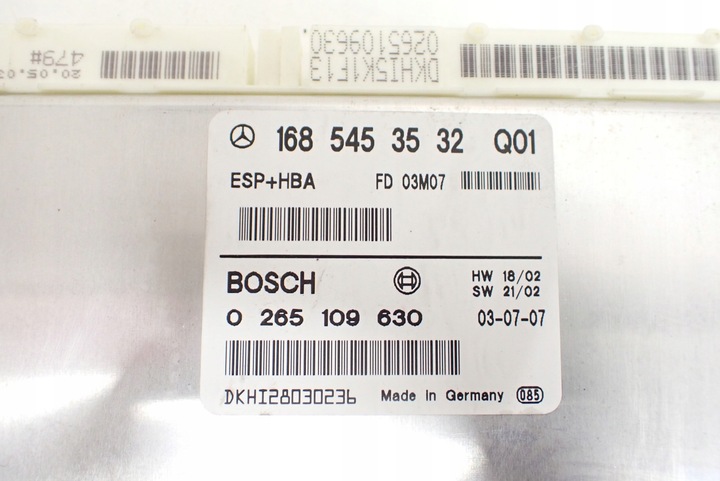 20.05.03
479#
DKHI5K1F13
0265109630
168 545 35 32 Q01
ESP+HBA FD 03M07
BOSCH HW 18/02
SW 21/02
0 265 109 630 03-07-07
DKHI28030236 Made in Germany 085